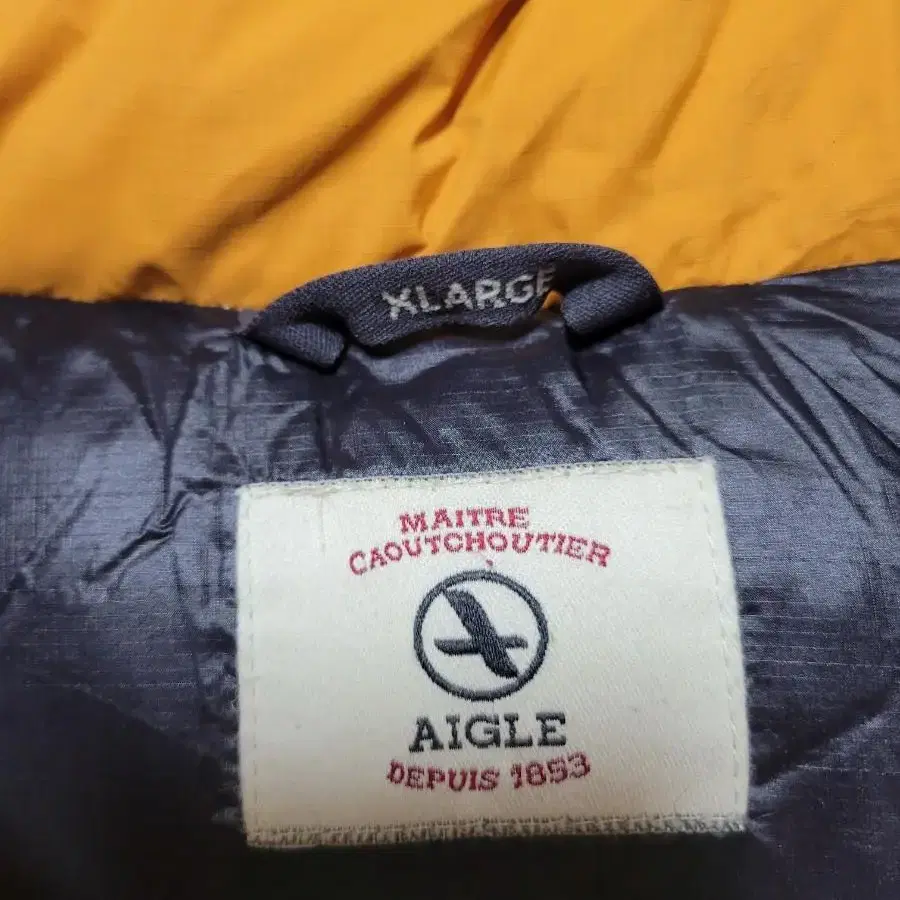 XLARGE
MAITRE
CAOUTCHOUTIER
AIGLE
DEPUIS 1853